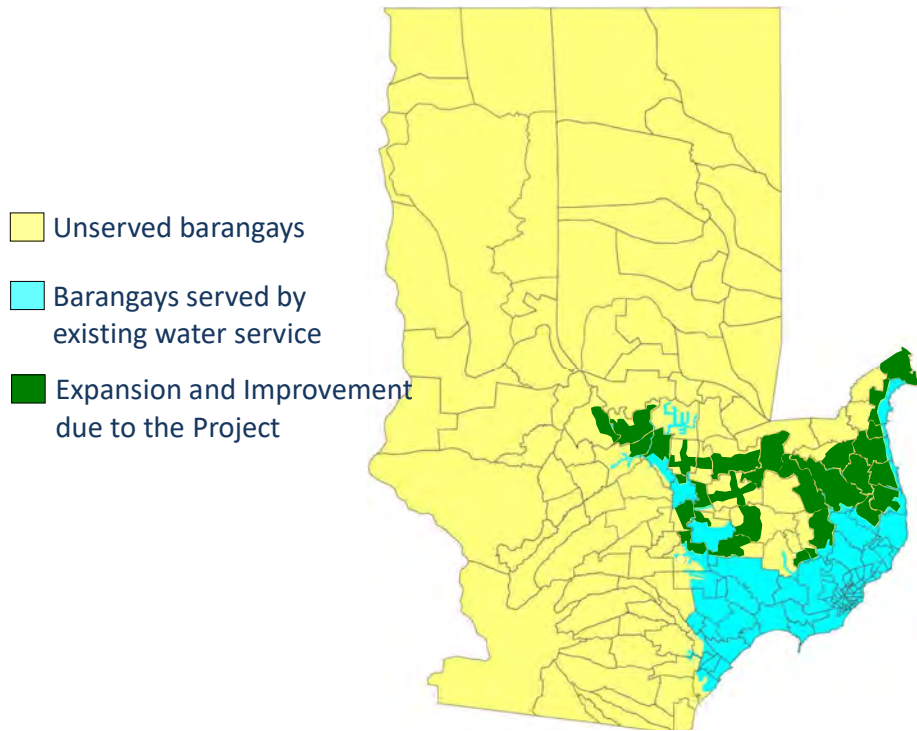 Unserved barangays
Barangays served by
existing water service
Expansion and Improvement
due to the Project